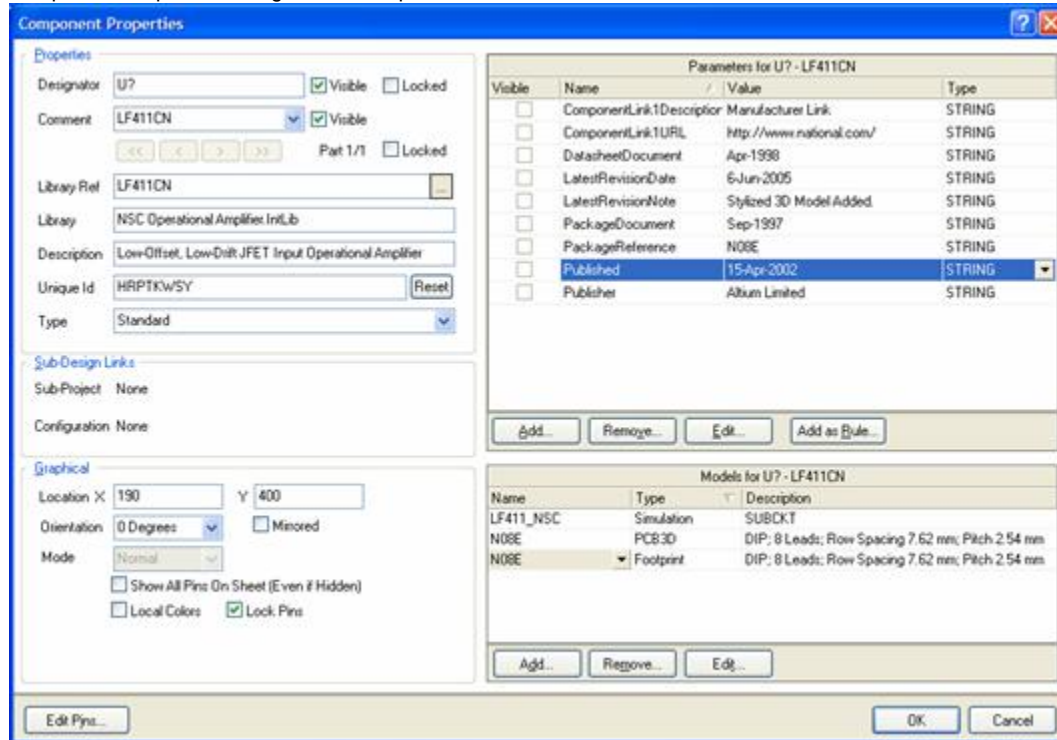 Component Properties
Properties
Designator U? Visible Locked
Comment LF411CN Visible
<< < > >> Part 1/1 Locked
Library Ref LF411CN ...
Library NSC Operational Amplifier.IntLib
Description Low-Offset, Low-Drift JFET Input Operational Amplifier
Unique Id HRPTKWSY Reset
Type Standard
Sub-Design Links
Sub-Project None
Configuration None
Graphical
Location X 190 Y 400
Orientation 0 Degrees Mirrored
Mode Normal
Show All Pins On Sheet (Even if Hidden)
Local Colors Lock Pins
Parameters for U? - LF411CN
Visible Name / Value Type
ComponentLink1Description Manufacturer Link STRING
ComponentLink1URL http://www.national.com/ STRING
DatasheetDocument Apr-1998 STRING
LatestRevisionDate 6-Jun-2005 STRING
LatestRevisionNote Stylized 3D Model Added. STRING
PackageDocument Sep-1997 STRING
PackageReference N08E STRING
Published 15-Apr-2002 STRING
Publisher Altium Limited STRING
Add... Remove... Edit... Add as Rule...
Models for U? - LF411CN
Name Type Description
LF411_NSC Simulation SUBCKT
N08E PCB3D DIP; 8 Leads; Row Spacing 7.62 mm; Pitch 2.54 mm
N08E Footprint DIP; 8 Leads; Row Spacing 7.62 mm; Pitch 2.54 mm
Add... Remove... Edit...
Edit Pins... OK Cancel